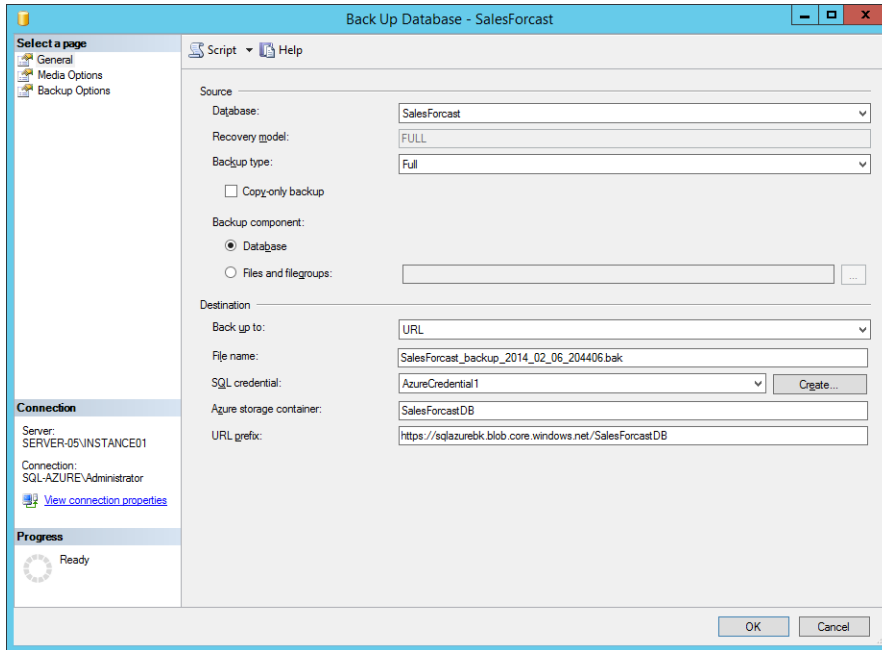 Back Up Database - SalesForcast
Select a page
General
Media Options
Backup Options
Script
Help
Source
Database:
SalesForcast
Recovery model:
FULL
Backup type:
Full
Copy-only backup
Backup component:
Database
Files and filegroups:
...
Destination
Back up to:
URL
File name:
SalesForcast_backup_2014_02_06_204406.bak
SQL credential:
AzureCredential1
Create...
Azure storage container:
SalesForcastDB
URL prefix:
https://sqlazurebk.blob.core.windows.net/SalesForcastDB
Connection
Server:
SERVER-05\INSTANCE01
Connection:
SQL-AZURE\Administrator
View connection properties
Progress
Ready
OK
Cancel